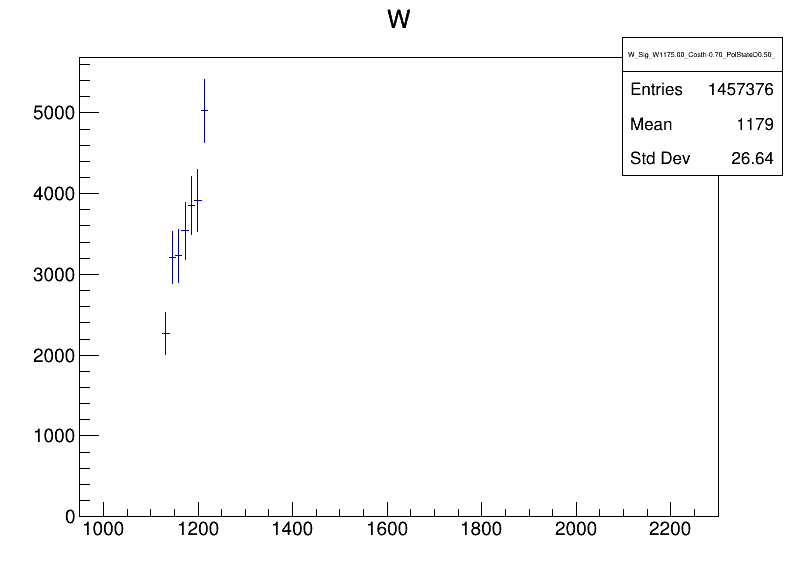 W
W_Sig_W1175.00_Costh-0.70_PolStateD0.50_
Entries 1457376
Mean 1179
Std Dev 26.64
5000
4000
3000
2000
1000
0
1000 1200 1400 1600 1800 2000 2200